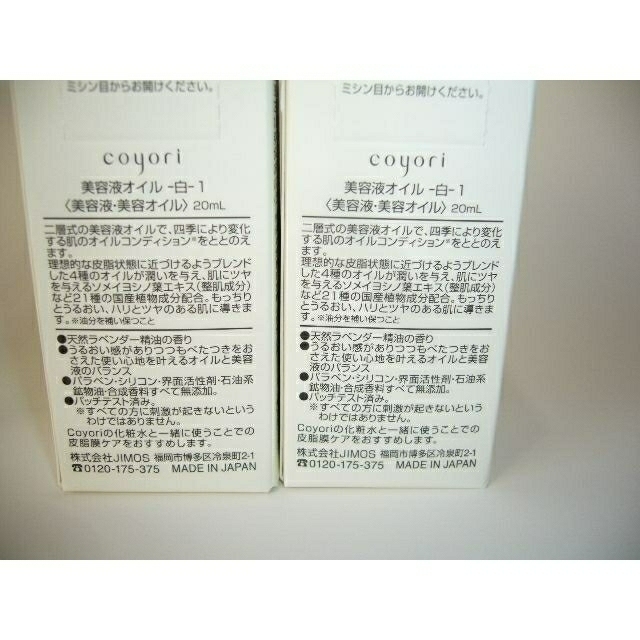 ミシン目からお開けください。
coyori
美容液オイル -白- 1
〈美容液・美容オイル〉 20mL
二層式の美容液オイルで、四季により変化
する肌のオイルコンディション※をととのえ
ます。
理想的な皮脂状態に近づけるようブレンド
した4種のオイルが潤いを与え、肌にツヤ
を与えるソメイヨシノ葉エキス(整肌成分)
など21種の国産植物成分配合。もっちり
とうるおい、ハリとツヤのある肌に導きま
す。※油分を補い保つこと
●天然ラベンダー精油の香り
●うるおい感がありつつもべたつきをお
さえた使い心地を叶えるオイルと美容
液のバランス
●パラベン・シリコン・界面活性剤・石油系
鉱物油・合成香料すべて無添加。
●パッチテスト済み。
※すべての方に刺激が起きないという
わけではありません。
Coyoriの化粧水と一緒に使うことでの
皮脂膜ケアをおすすめします。
株式会社JIMOS 福岡市博多区冷泉町2-1
☎0120-175-375 MADE IN JAPAN
ミシン目からお開けください。
coyori
美容液オイル -白- 1
〈美容液・美容オイル〉 20mL
二層式の美容液オイルで、四季により変化
する肌のオイルコンディション※をととのえ
ます。
理想的な皮脂状態に近づけるようブレンド
した4種のオイルが潤いを与え、肌にツヤ
を与えるソメイヨシノ葉エキス(整肌成分)
など21種の国産植物成分配合。もっちり
とうるおい、ハリとツヤのある肌に導きま
す。※油分を補い保つこと
●天然ラベンダー精油の香り
●うるおい感がありつつもべたつきをお
さえた使い心地を叶えるオイルと美容
液のバランス
●パラベン・シリコン・界面活性剤・石油系
鉱物油・合成香料すべて無添加。
●パッチテスト済み。
※すべての方に刺激が起きないという
わけではありません。
Coyoriの化粧水と一緒に使うことでの
皮脂膜ケアをおすすめします。
株式会社JIMOS 福岡市博多区冷泉町2-1
☎0120-175-375 MADE IN JAPAN